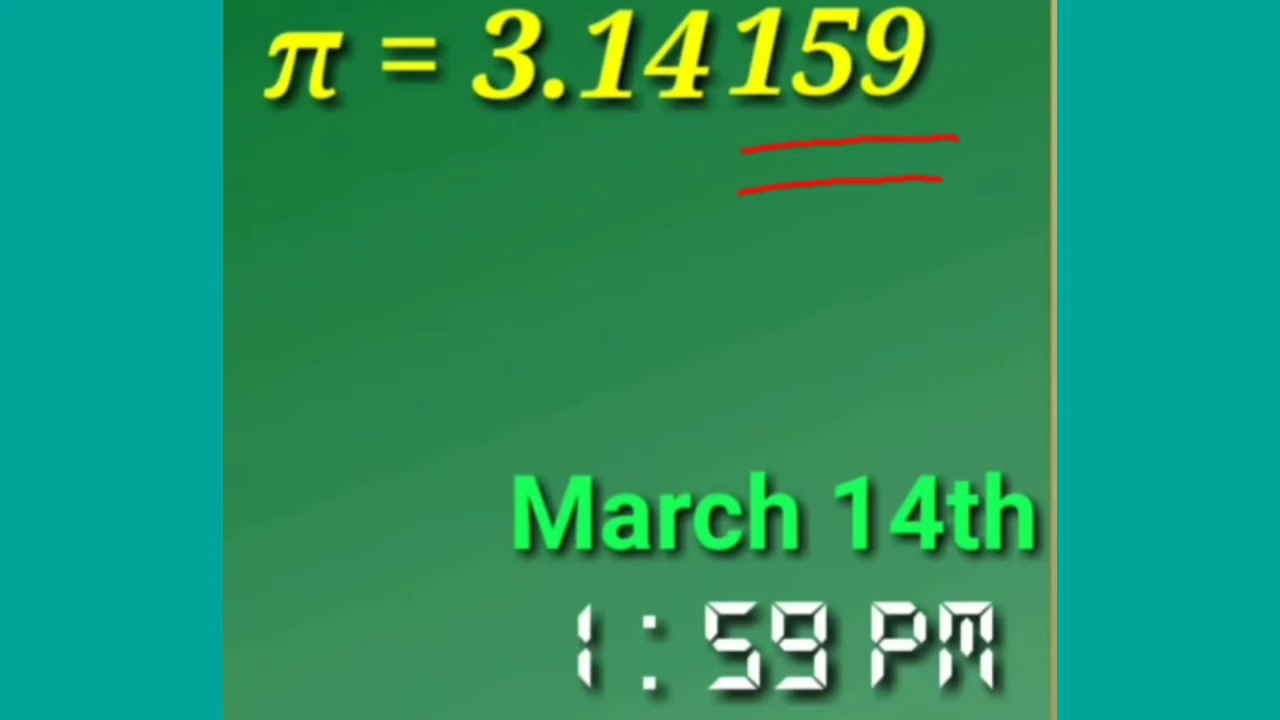 π = 3.14159
March 14th
1:59 PM